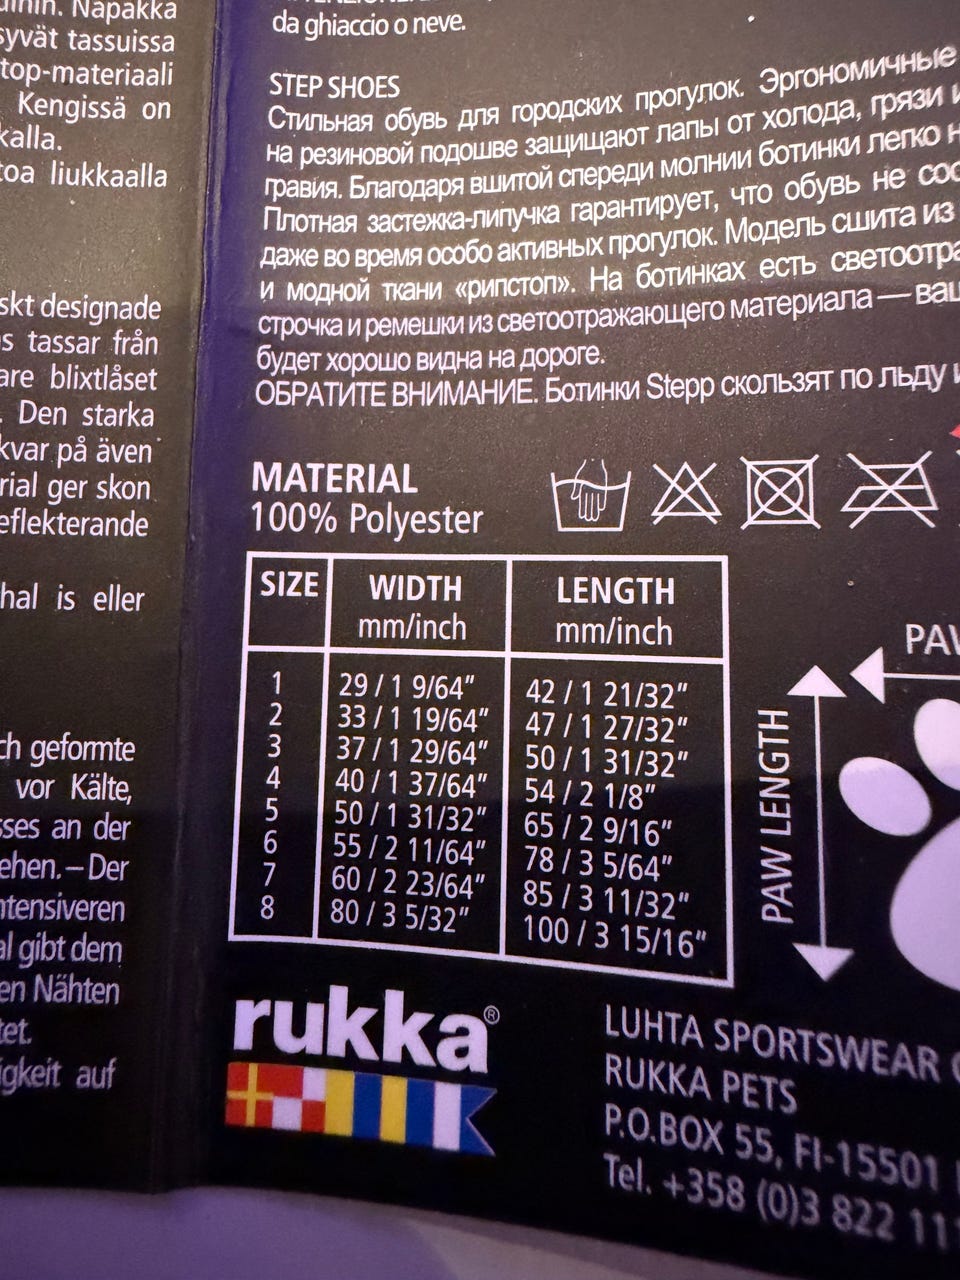 Napakka
syvät tassuissa
top-materiaali
Kengissä on
kalla.
toa liukkaalla
skt designade
s tassar från
are blixtlåset
. Den starka
kvar på även
rial ger skon
eflekterande
hal is eller
ch geformte
vor Kälte,
sses an der
ehen. – Der
ntensiveren
al gibt dem
en Nähten
tet.
igkeit auf
da ghiaccio o neve.
STEP SHOES
Стильная обувь для городских прогулок. Эргономичные
на резиновой подошве защищают лапы от холода, грязи и
гравия. Благодаря вшитой спереди молнии ботинки легко н
Плотная застежка-липучка гарантирует, что обувь не сос
даже во время особо активных прогулок. Модель сшита из
и модной ткани «рипстоп». На ботинках есть светоотра
строчка и ремешки из светоотражающего материала — ваш
будет хорошо видна на дороге.
ОБРАТИТЕ ВНИМАНИЕ. Ботинки Stepp скользят по льду и
MATERIAL
100% Polyester
SIZE WIDTH mm/inch LENGTH mm/inch
1 29 / 1 9/64" 42 / 1 21/32"
2 33 / 1 19/64" 47 / 1 27/32"
3 37 / 1 29/64" 50 / 1 31/32"
4 40 / 1 37/64" 54 / 2 1/8"
5 50 / 1 31/32" 65 / 2 9/16"
6 55 / 2 11/64" 78 / 3 5/64"
7 60 / 2 23/64" 85 / 3 11/32"
8 80 / 3 5/32" 100 / 3 15/16"
PAW LENGTH
PAW
rukka®
LUHTA SPORTSWEAR
RUKKA PETS
P.O.BOX 55, FI-15501
Tel. +358 (0)3 822 11